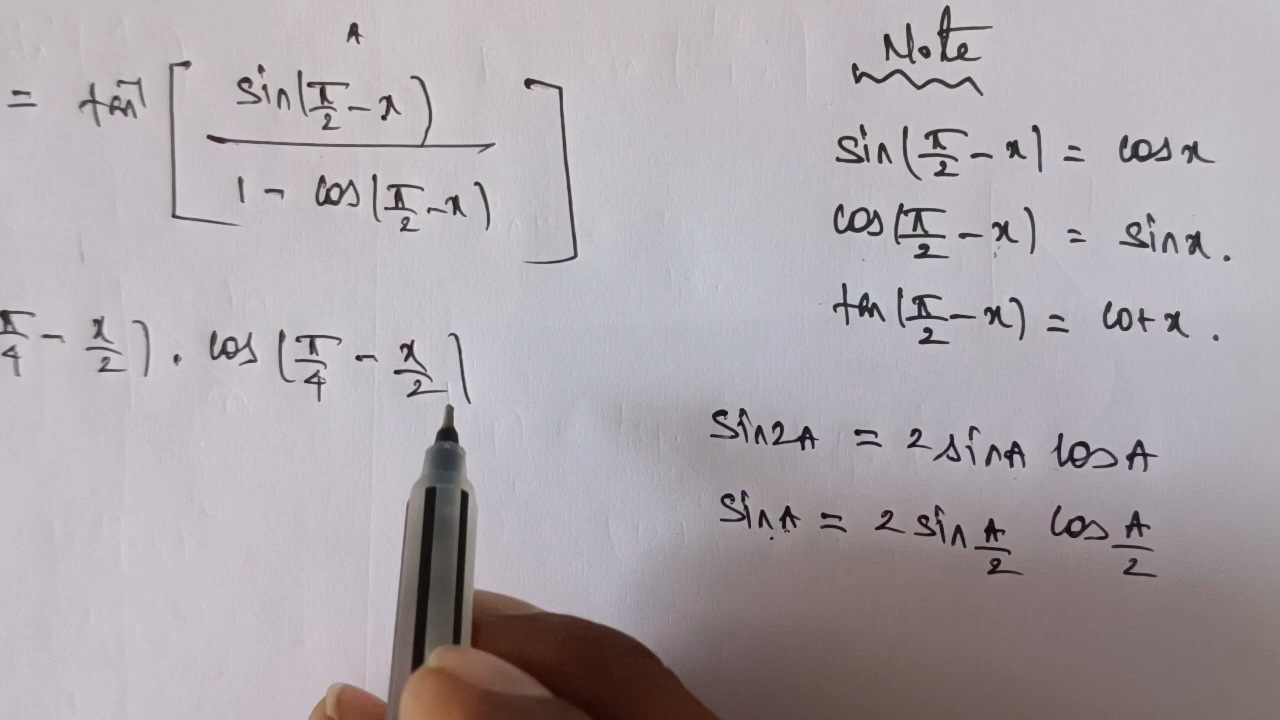 A
= tan⁻¹ [ sin(π/2 - x) / 1 - cos(π/2 - x) ]
π/4 - x/2) . cos(π/4 - x/2)
Note
sin(π/2 - x) = cos x
cos(π/2 - x) = sin x.
tan(π/2 - x) = cot x.
Sin2A = 2 sinA cosA
SinA = 2 sin A/2 cos A/2